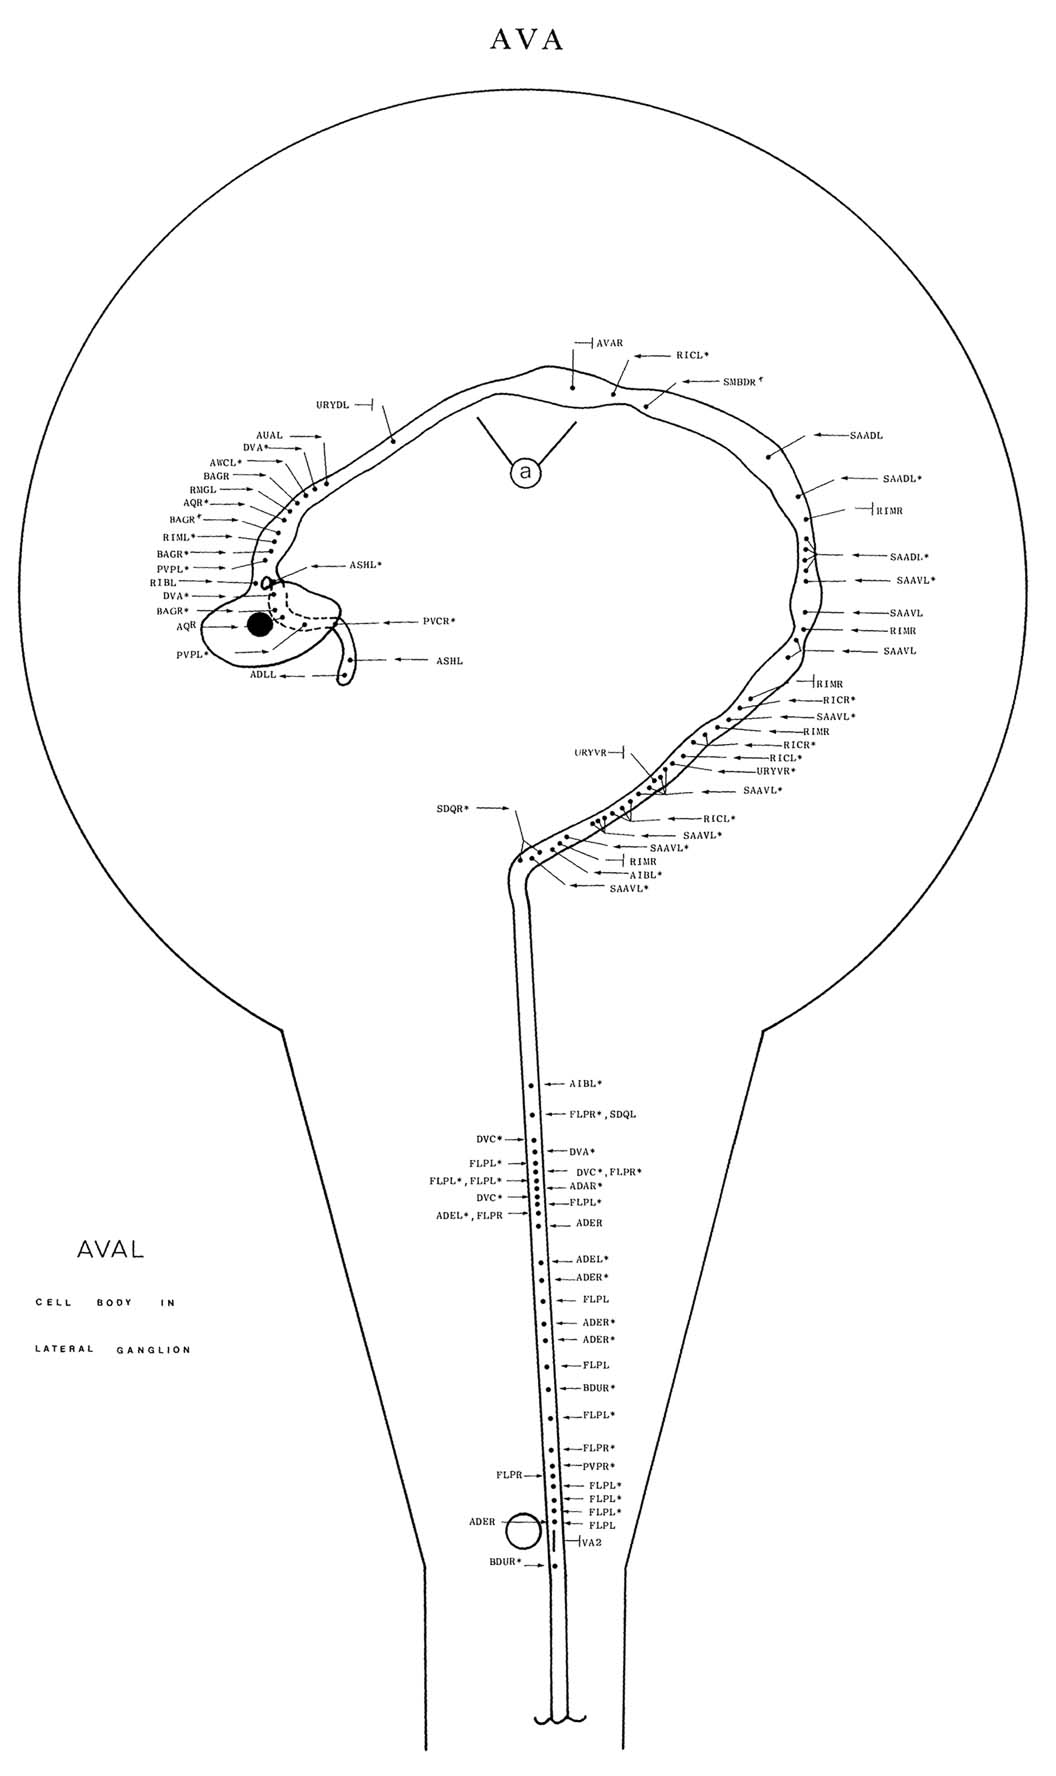 AVA
AVAR
RICL*
SMBDR*
URYDL
AUAL
DVA*
AWCL*
BAGR
RMGL
AQR*
BAGR*
RIML*
BAGR*
PVPL*
RIBL
DVA*
BAGR*
AQR
PVPL*
ADLL
ASHL*
PVCR*
ASHL
a
SAADL
SAADL*
RIMR
SAADL*
SAAVL*
SAAVL
RIMR
SAAVL
RIMR
RICR*
SAAVL*
RIMR
RICR*
RICL*
URYVR*
URYVR
SAAVL*
SDQR*
RICL*
SAAVL*
SAAVL*
RIMR
AIBL*
SAAVL*
AIBL*
FLPR*,SDQL
DVC*
DVA*
FLPL*
DVC*,FLPR*
FLPL*,FLPL*
ADAR*
DVC*
FLPL*
ADEL*,FLPR
ADER
AVAL
CELL BODY IN
LATERAL GANGLION
ADEL*
ADER*
FLPL
ADER*
ADER*
FLPL
BDUR*
FLPL*
FLPR*
PVPR*
FLPR
FLPL*
FLPL*
FLPL*
ADER
FLPL
VA2
BDUR*